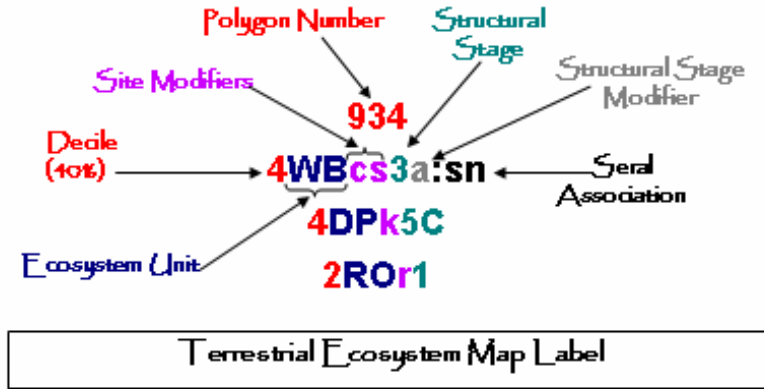 Polygon Number
Structural
Stage
Site Modifiers
Structural Stage
Modifier
934
Decile
(40%)
4WBcs3a:sn
Seral
Association
4DPk5C
Ecosystem Unit
2ROr1
Terrestrial Ecosystem Map Label